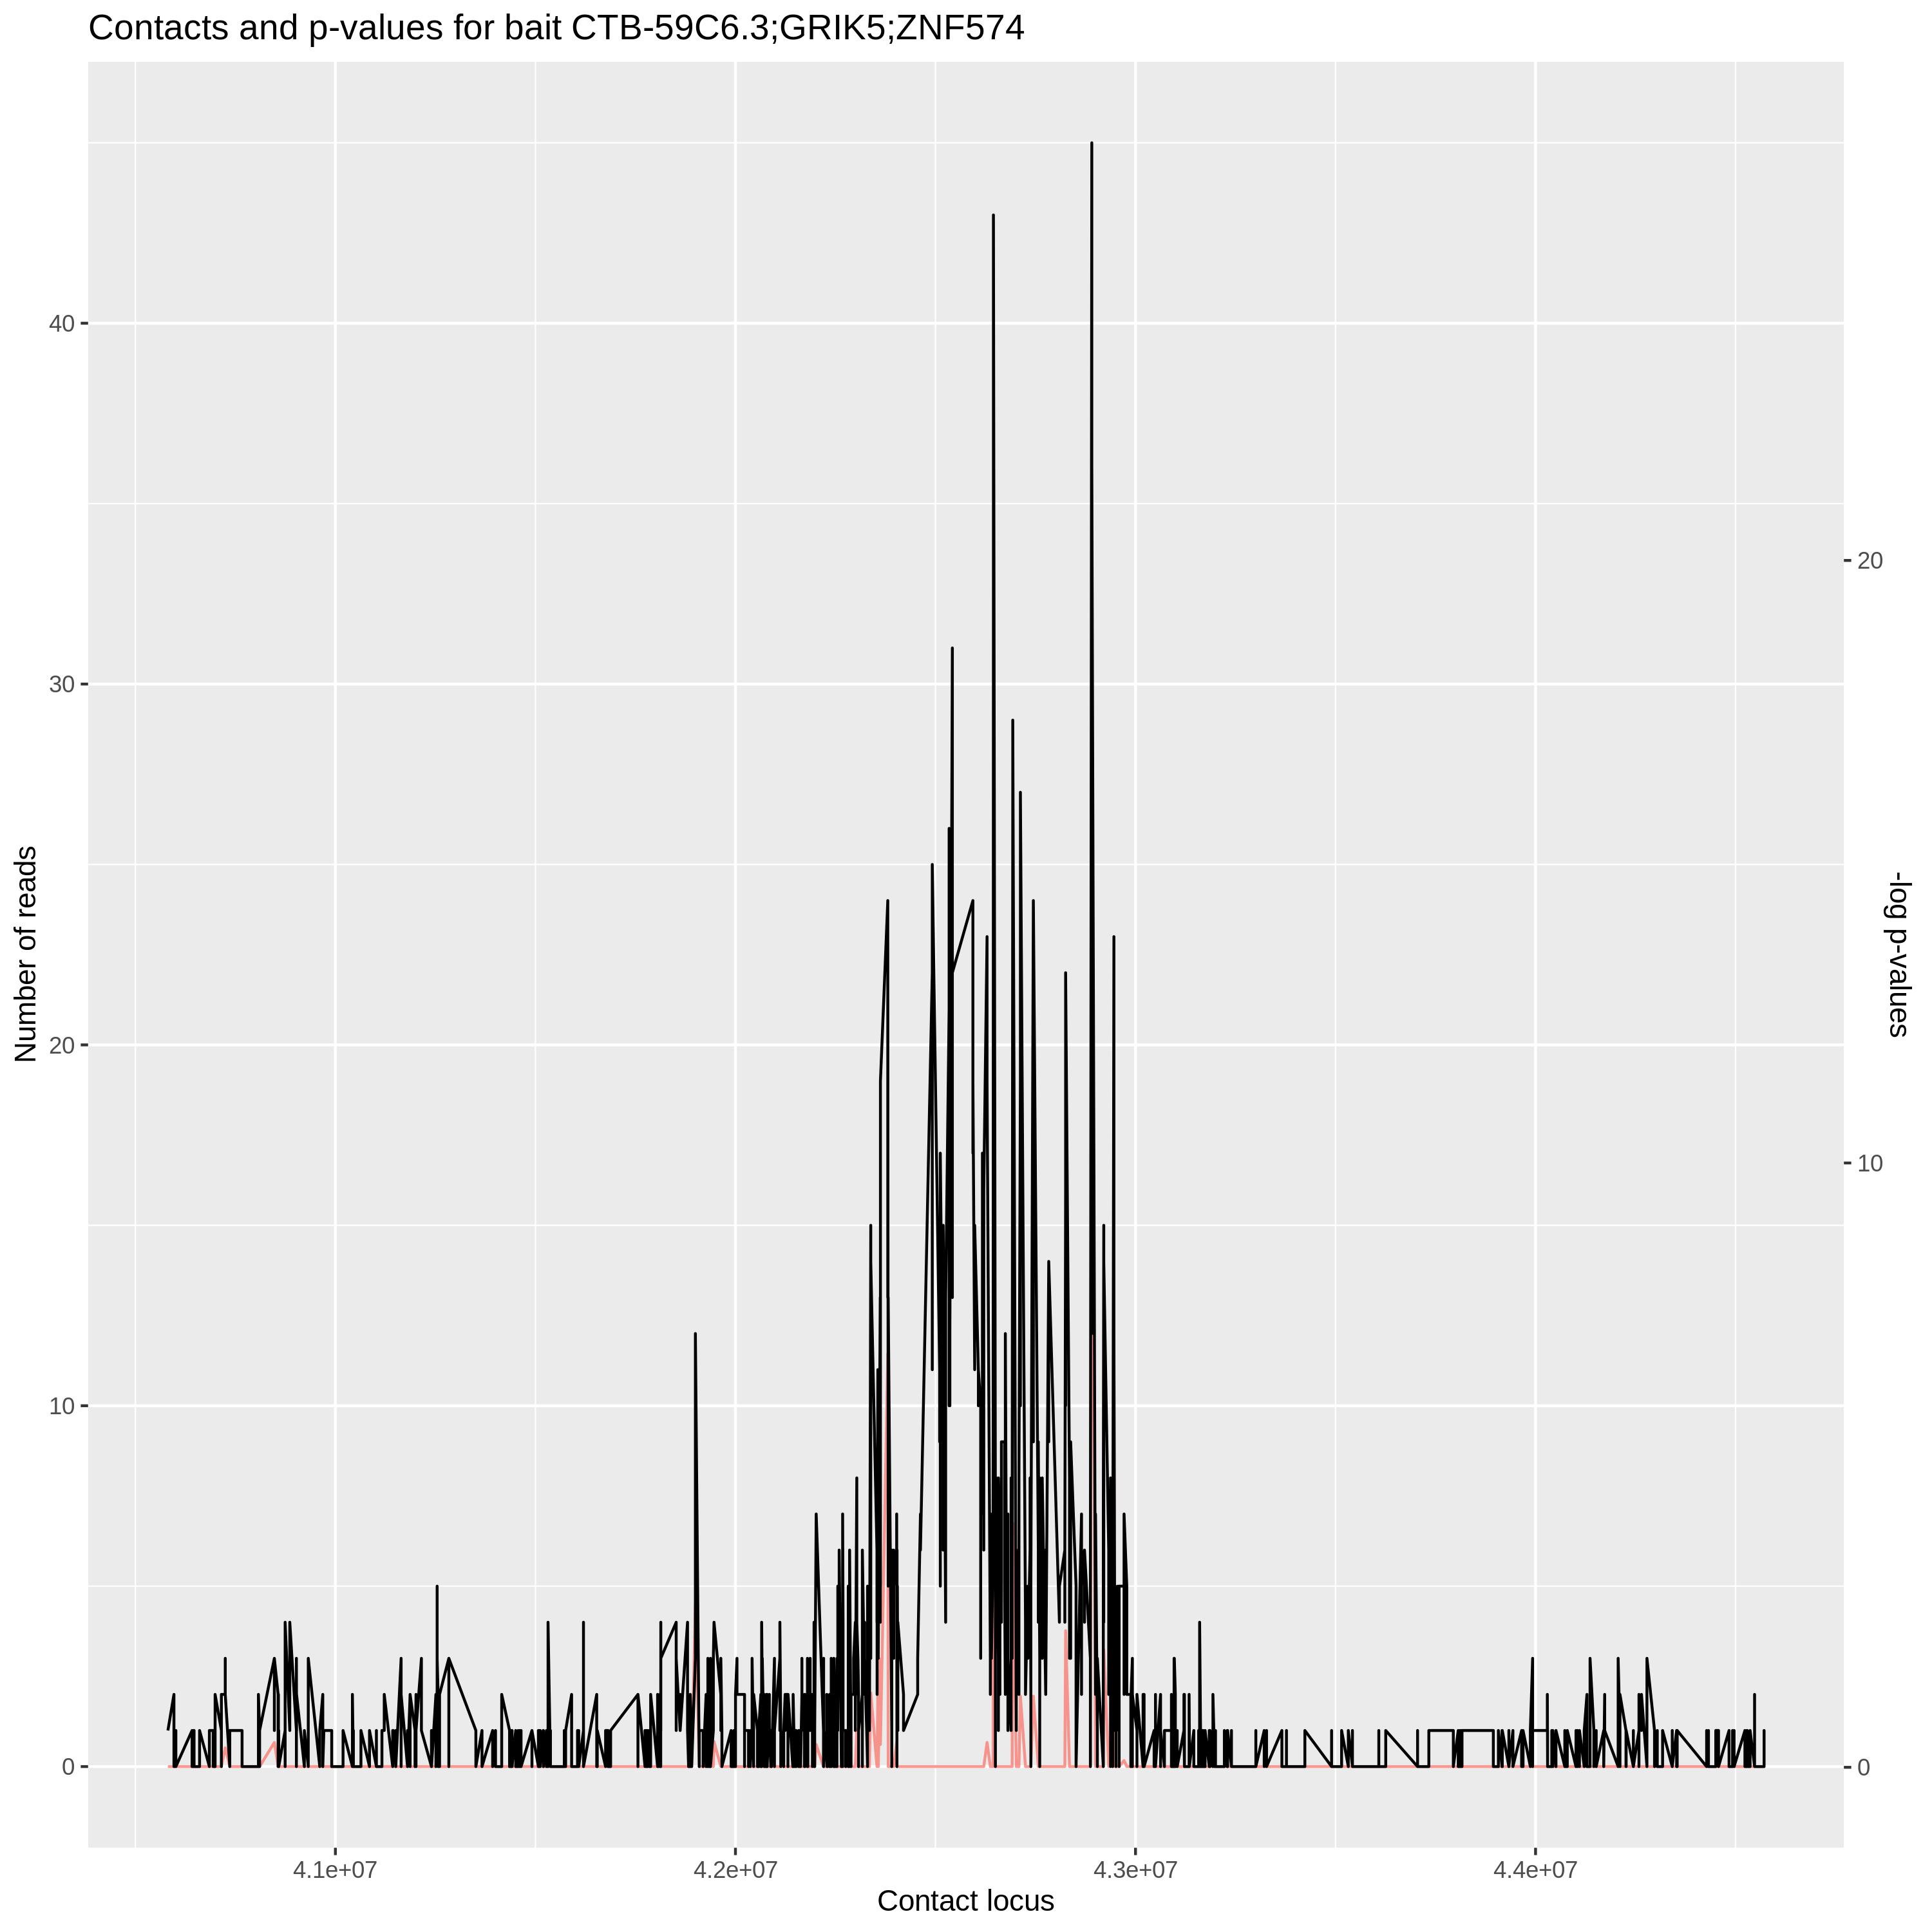 Contacts and p-values for bait CTB-59C6.3;GRIK5;ZNF574
Number of reads
40
30
20
10
0
20
10
0
-log p-values
4.1e+07 4.2e+07 4.3e+07 4.4e+07
Contact locus